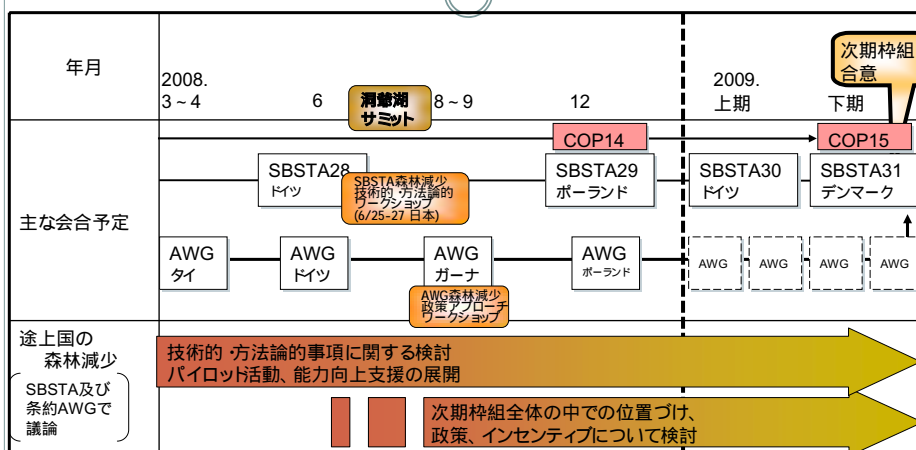 年月
2008.
3～4
6
洞爺湖
サミット
8～9
12
2009.
上期
下期
次期枠組
合意
主な会合予定
COP14
COP15
SBSTA28
ドイツ
SBSTA森林減少
技術的・方法論的
ワークショップ
(6/25-27 日本)
SBSTA29
ポーランド
SBSTA30
ドイツ
SBSTA31
デンマーク
AWG
タイ
AWG
ドイツ
AWG
ガーナ
AWG
ポーランド
AWG
AWG
AWG
AWG
AWG森林減少
政策アプローチ
ワークショップ
途上国の
森林減少
SBSTA及び
条約AWGで
議論
技術的・方法論的事項に関する検討
パイロッド活動、能力向上支援の展開
次期枠組全体の中での位置づけ、
政策、インセンティブについて検討